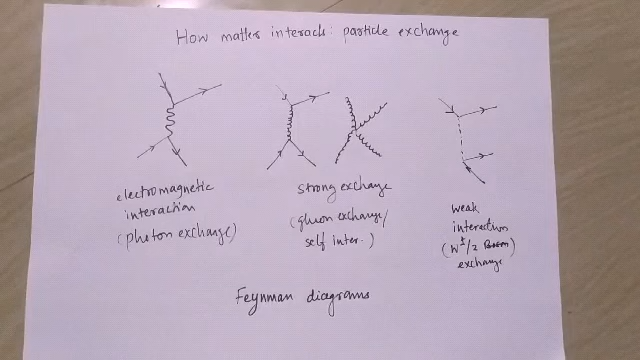 How matter interacts: particle exchange
electromagnetic
interaction
(photon exchange)
strong exchange
(gluon exchange/
self inter.)
weak
interaction
(W±/Z Boson)
exchange
Feynman diagrams